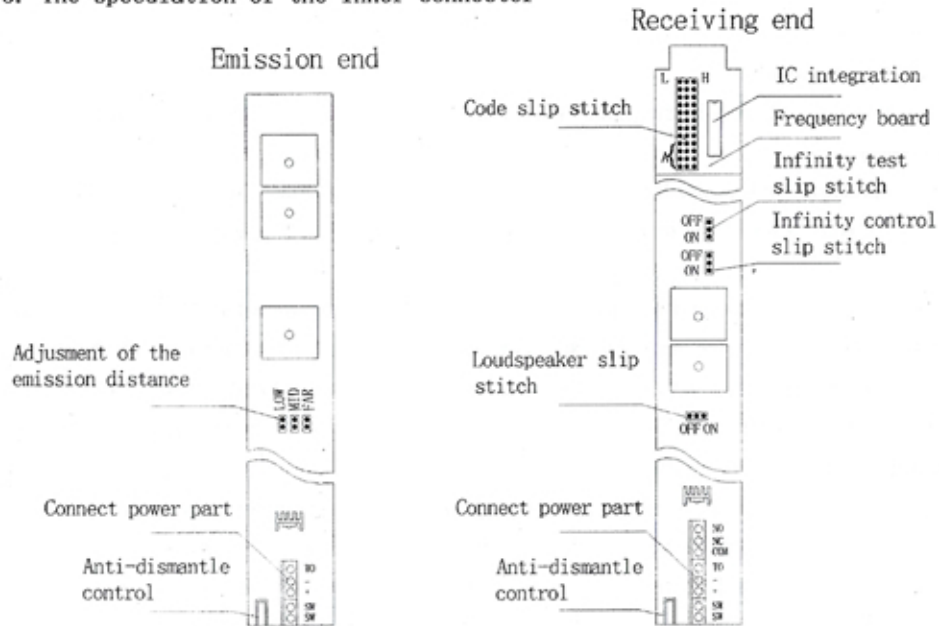 The speculation of the inner connector
Emission end
Adjusment of the
emission distance
LOW
MID
FAR
Connect power part
Anti-dismantle
control
TO
-
+
SW
SW
Receiving end
L
H
Code slip stitch
IC integration
Frequency board
Infinity test
slip stitch
Infinity control
slip stitch
OFF
ON
OFF
ON
Loudspeaker slip
stitch
OFF ON
Connect power part
Anti-dismantle
control
NO
NC
COM
TO
-
+
SW
SW